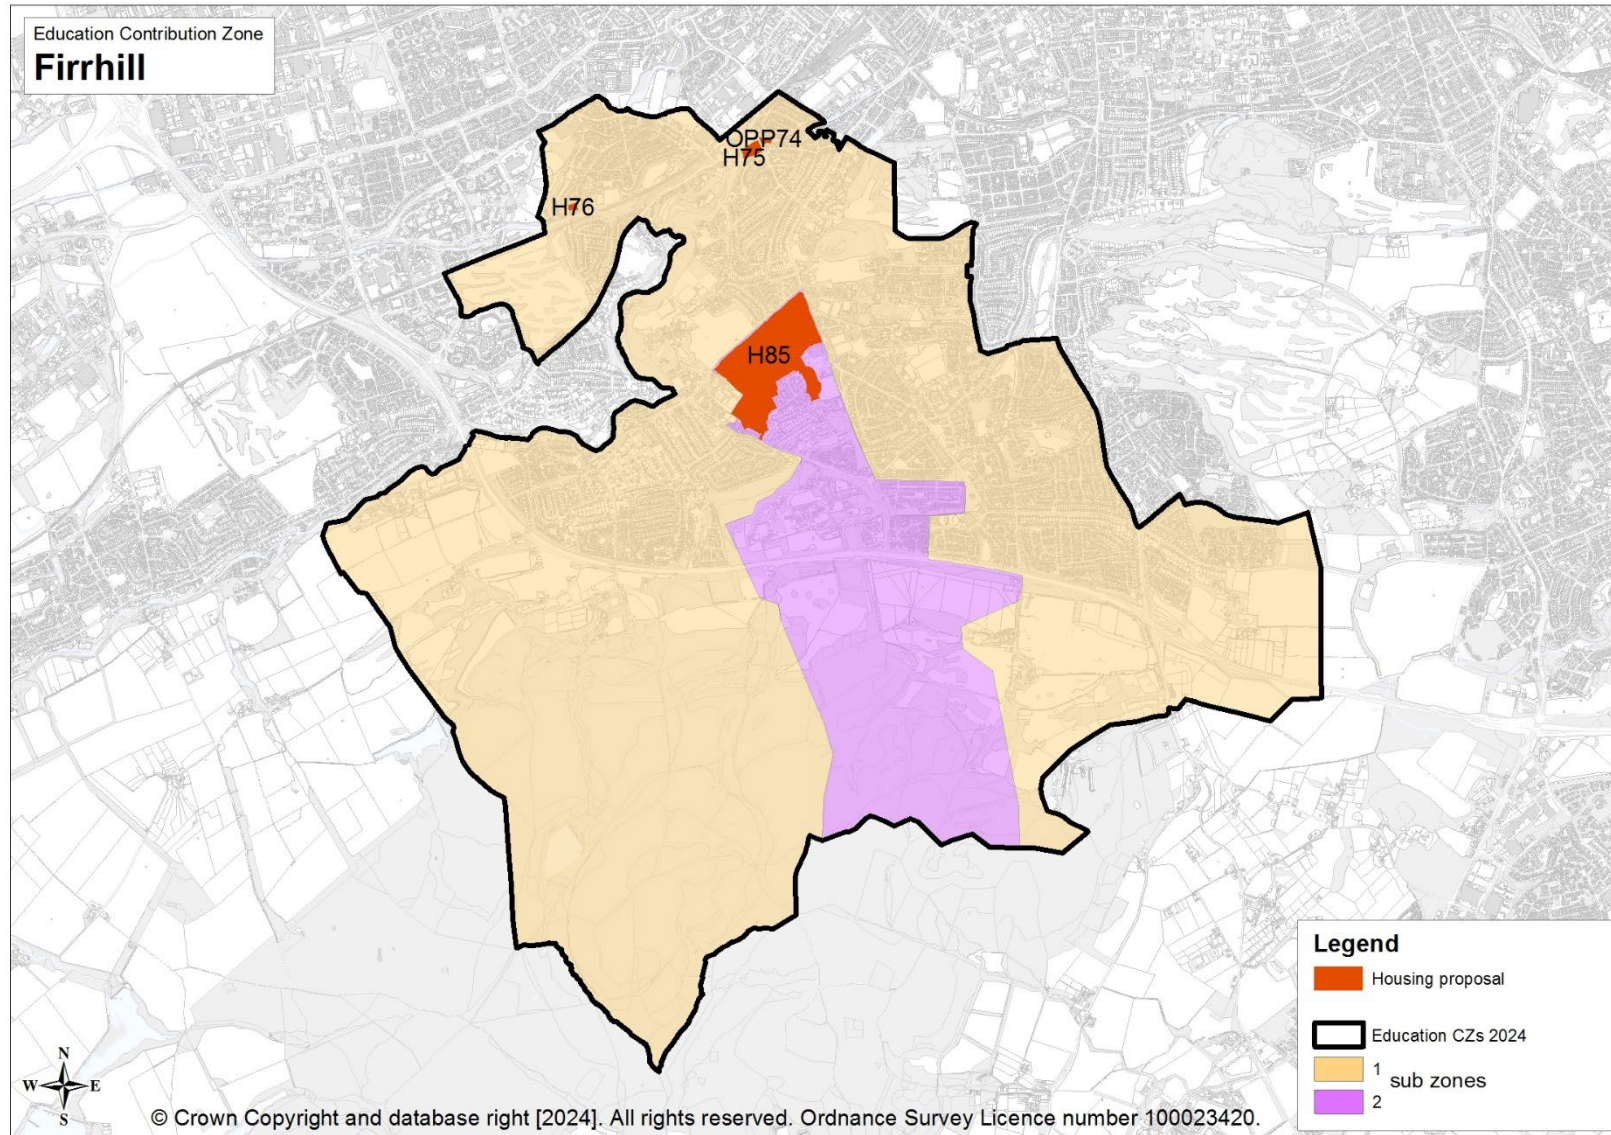 Education Contribution Zone
Firrhill
OPP74
H75
H76
H85
Legend
Housing proposal
Education CZs 2024
1
sub zones
2
N
W E
S
© Crown Copyright and database right [2024]. All rights reserved. Ordnance Survey Licence number 100023420.